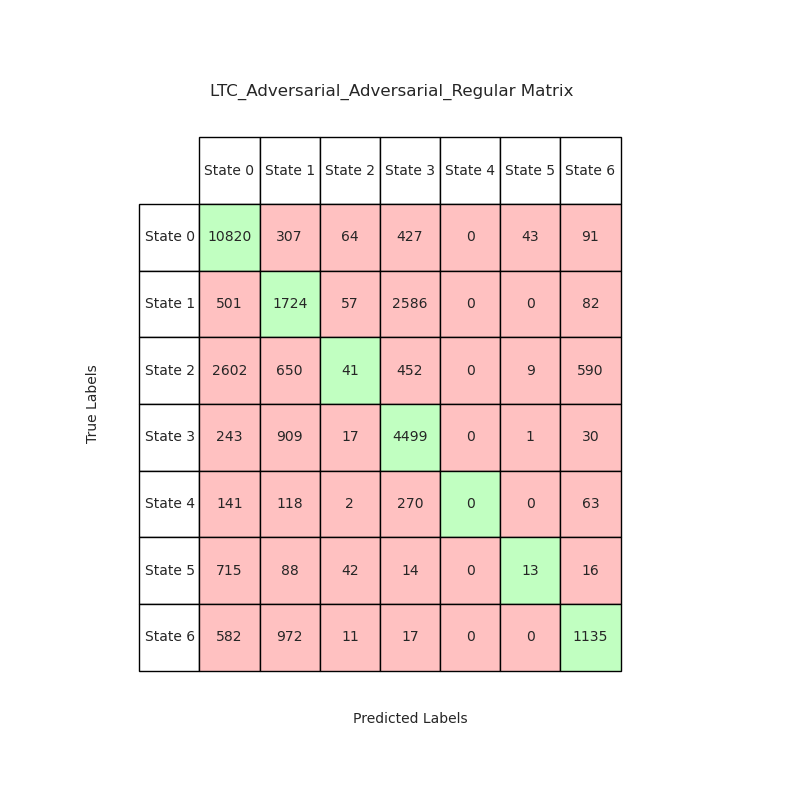 LTC_Adversarial_Adversarial_Regular Matrix
State 0 State 1 State 2 State 3 State 4 State 5 State 6
State 0 10820 307 64 427 0 43 91
State 1 501 1724 57 2586 0 0 82
State 2 2602 650 41 452 0 9 590
State 3 243 909 17 4499 0 1 30
State 4 141 118 2 270 0 0 63
State 5 715 88 42 14 0 13 16
State 6 582 972 11 17 0 0 1135
True Labels
Predicted Labels